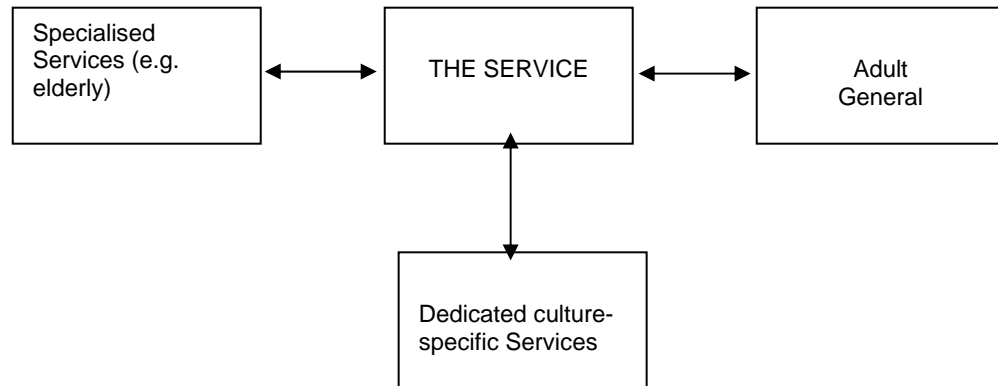 Specialised
Services (e.g.
elderly)
THE SERVICE
Adult
General
Dedicated culture-
specific Services